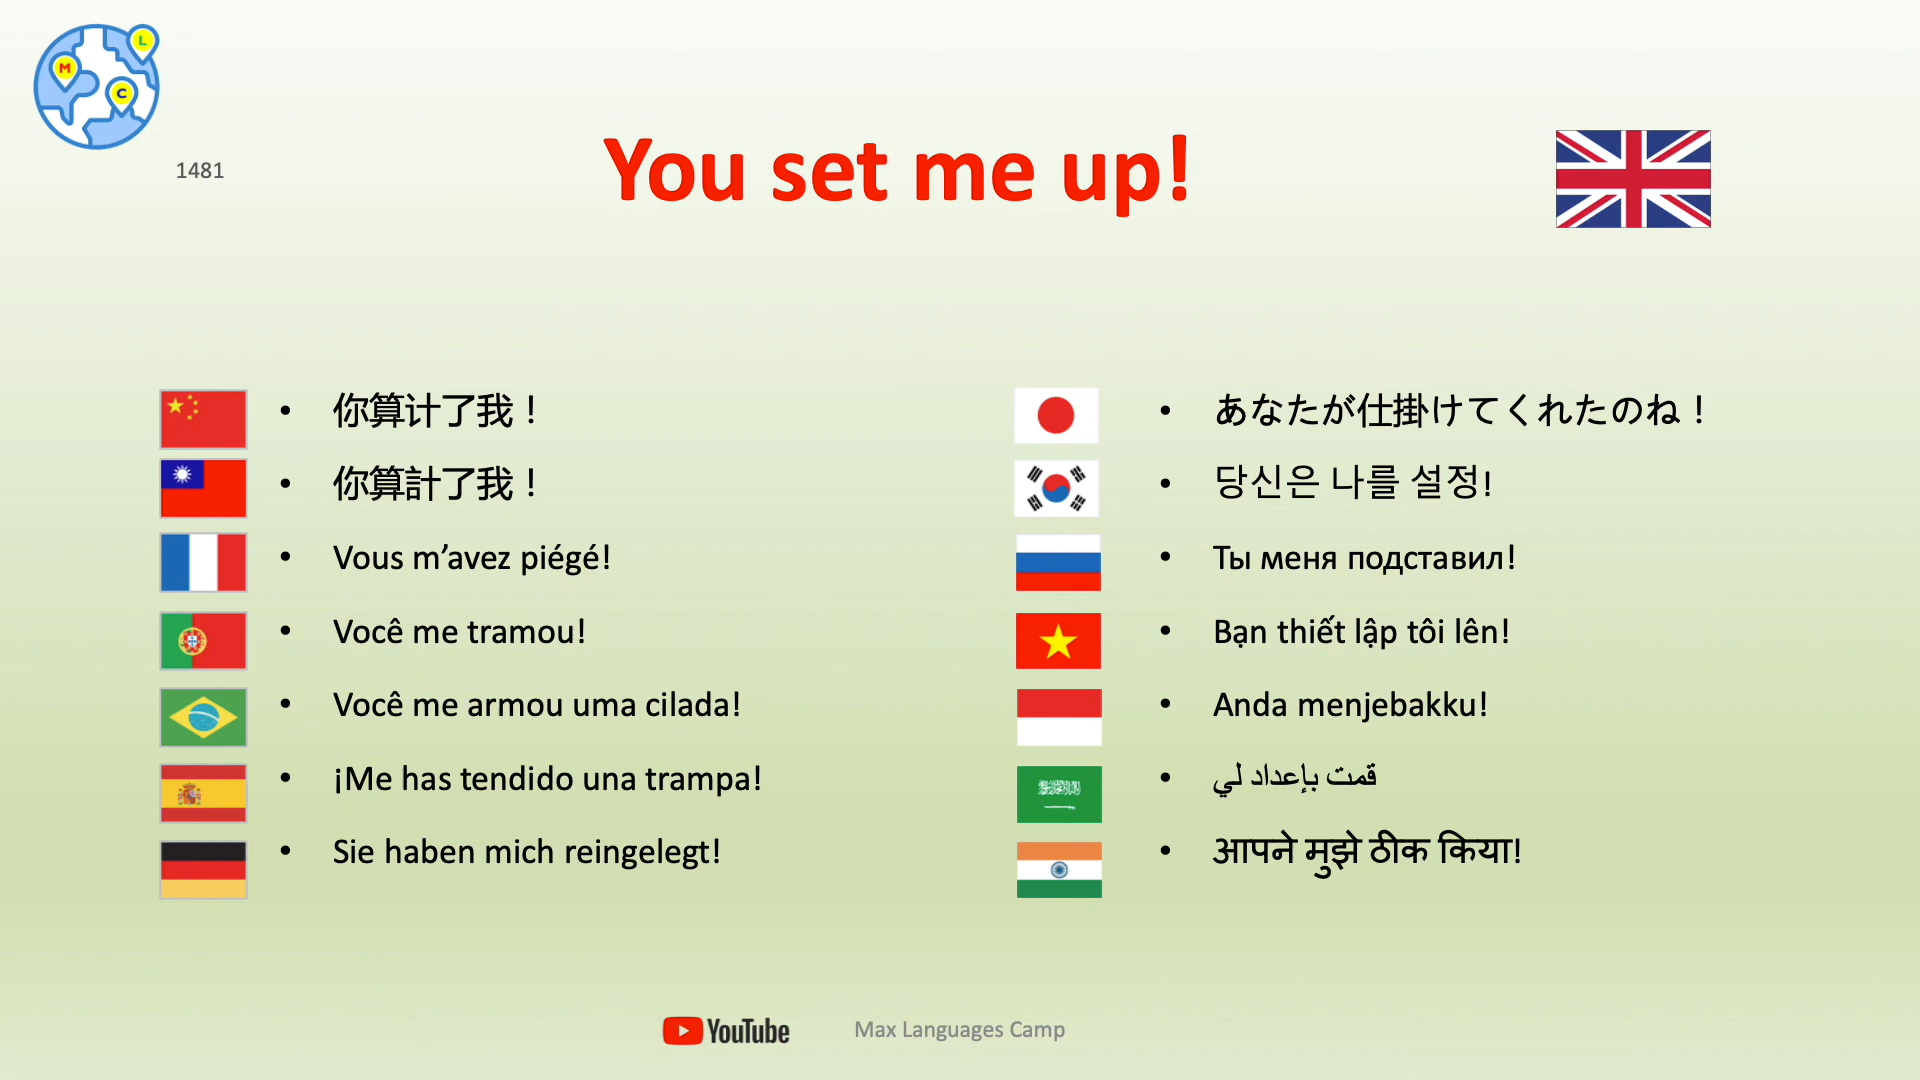 L
M
C
1481
You set me up!
你算计了我！
你算計了我！
Vous m’avez piégé!
Você me tramou!
Você me armou uma cilada!
¡Me has tendido una trampa!
Sie haben mich reingelegt!
あなたが仕掛けてくれたのね！
당신은 나를 설정!
Ты меня подставил!
Bạn thiết lập tôi lên!
Anda menjebakku!
قمت بإعداد لي
आपने मुझे ठीक किया!
YouTube
Max Languages Camp